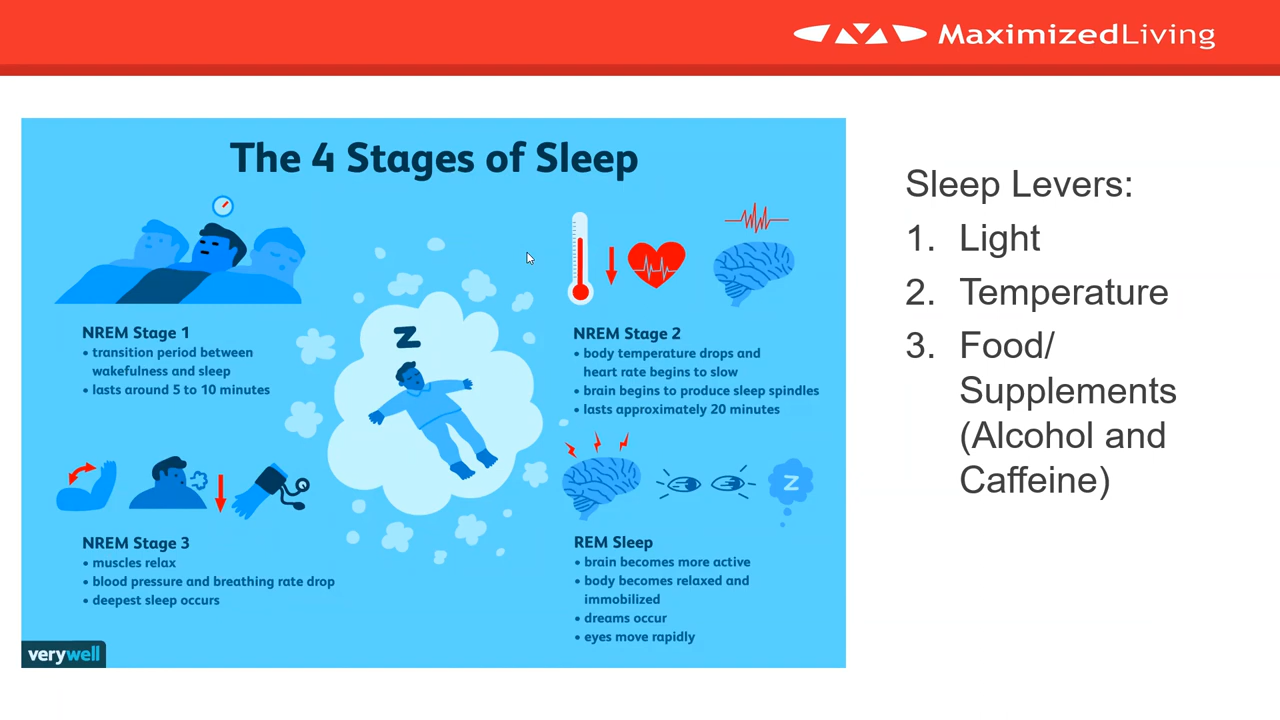 MaximizedLiving
The 4 Stages of Sleep
NREM Stage 1
• transition period between
wakefulness and sleep
• lasts around 5 to 10 minutes
Z
NREM Stage 2
• body temperature drops and
heart rate begins to slow
• brain begins to produce sleep spindles
• lasts approximately 20 minutes
NREM Stage 3
• muscles relax
• blood pressure and breathing rate drop
• deepest sleep occurs
Z
REM Sleep
• brain becomes more active
• body becomes relaxed and
immobilized
• dreams occur
• eyes move rapidly
verywell
Sleep Levers:
1. Light
2. Temperature
3. Food/
Supplements
(Alcohol and
Caffeine)